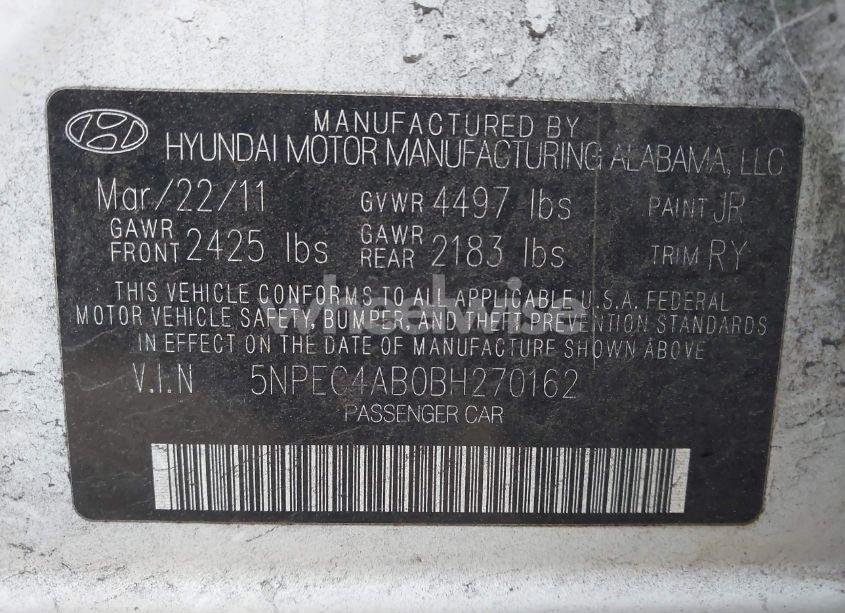 MANUFACTURED BY
HYUNDAI MOTOR MANUFACTURING ALABAMA, LLC
Mar/22/11 GVWR 4497 lbs PAINT JR
GAWR FRONT 2425 lbs GAWR REAR 2183 lbs TRIM RY
THIS VEHICLE CONFORMS TO ALL APPLICABLE U.S.A. FEDERAL
MOTOR VEHICLE SAFETY, BUMPER, AND THEFT PREVENTION STANDARDS
IN EFFECT ON THE DATE OF MANUFACTURE SHOWN ABOVE.
wheelwise
V.I.N 5NPEC4AB0BH270162
PASSENGER CAR